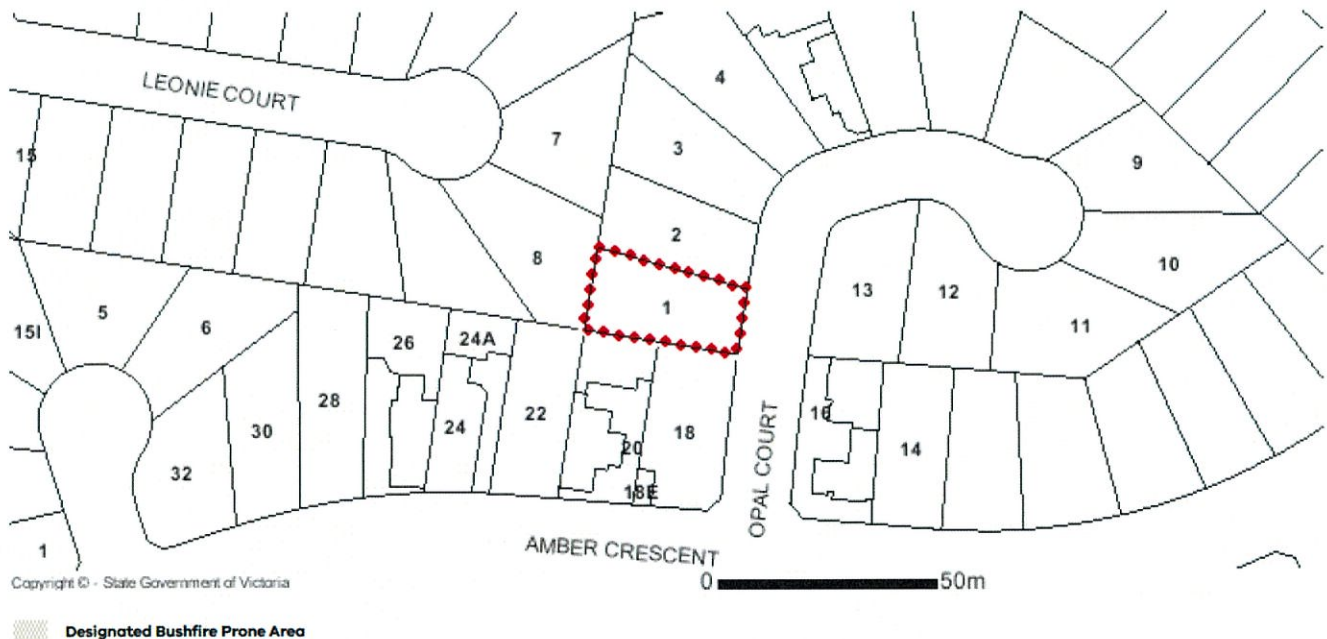 4
LEONIE COURT
7
3
9
15
2
8
10
1
13
12
5
6
11
15I
26
24A
28
22
16
30
24
18
20
14
32
18E
OPAL COURT
1
AMBER CRESCENT
Copyright © - State Government of Victoria
0 50m
Designated Bushfire Prone Area